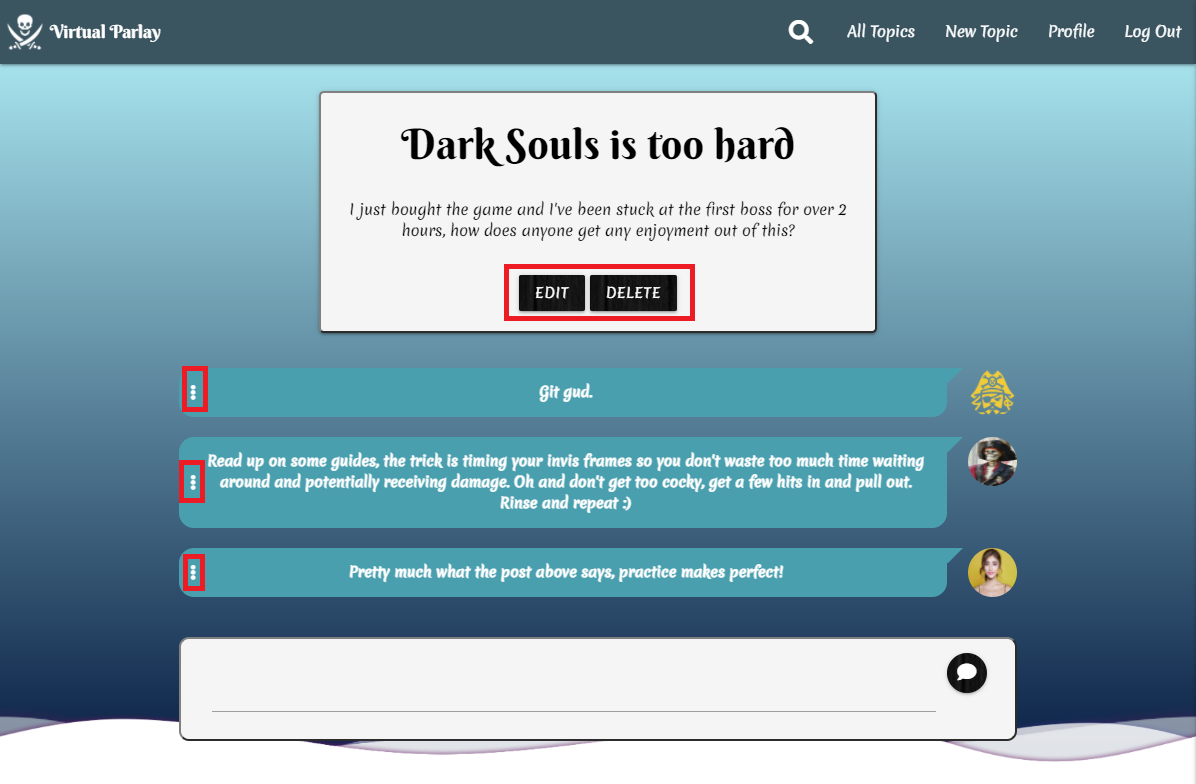 Virtual Parlay
All Topics
New Topic
Profile
Log Out
Dark Souls is too hard
I just bought the game and I've been stuck at the first boss for over 2
hours, how does anyone get any enjoyment out of this?
EDIT
DELETE
Git gud.
Read up on some guides, the trick is timing your invis frames so you don't waste too much time waiting
around and potentially receiving damage. Oh and don't get too cocky, get a few hits in and pull out.
Rinse and repeat :)
Pretty much what the post above says, practice makes perfect!